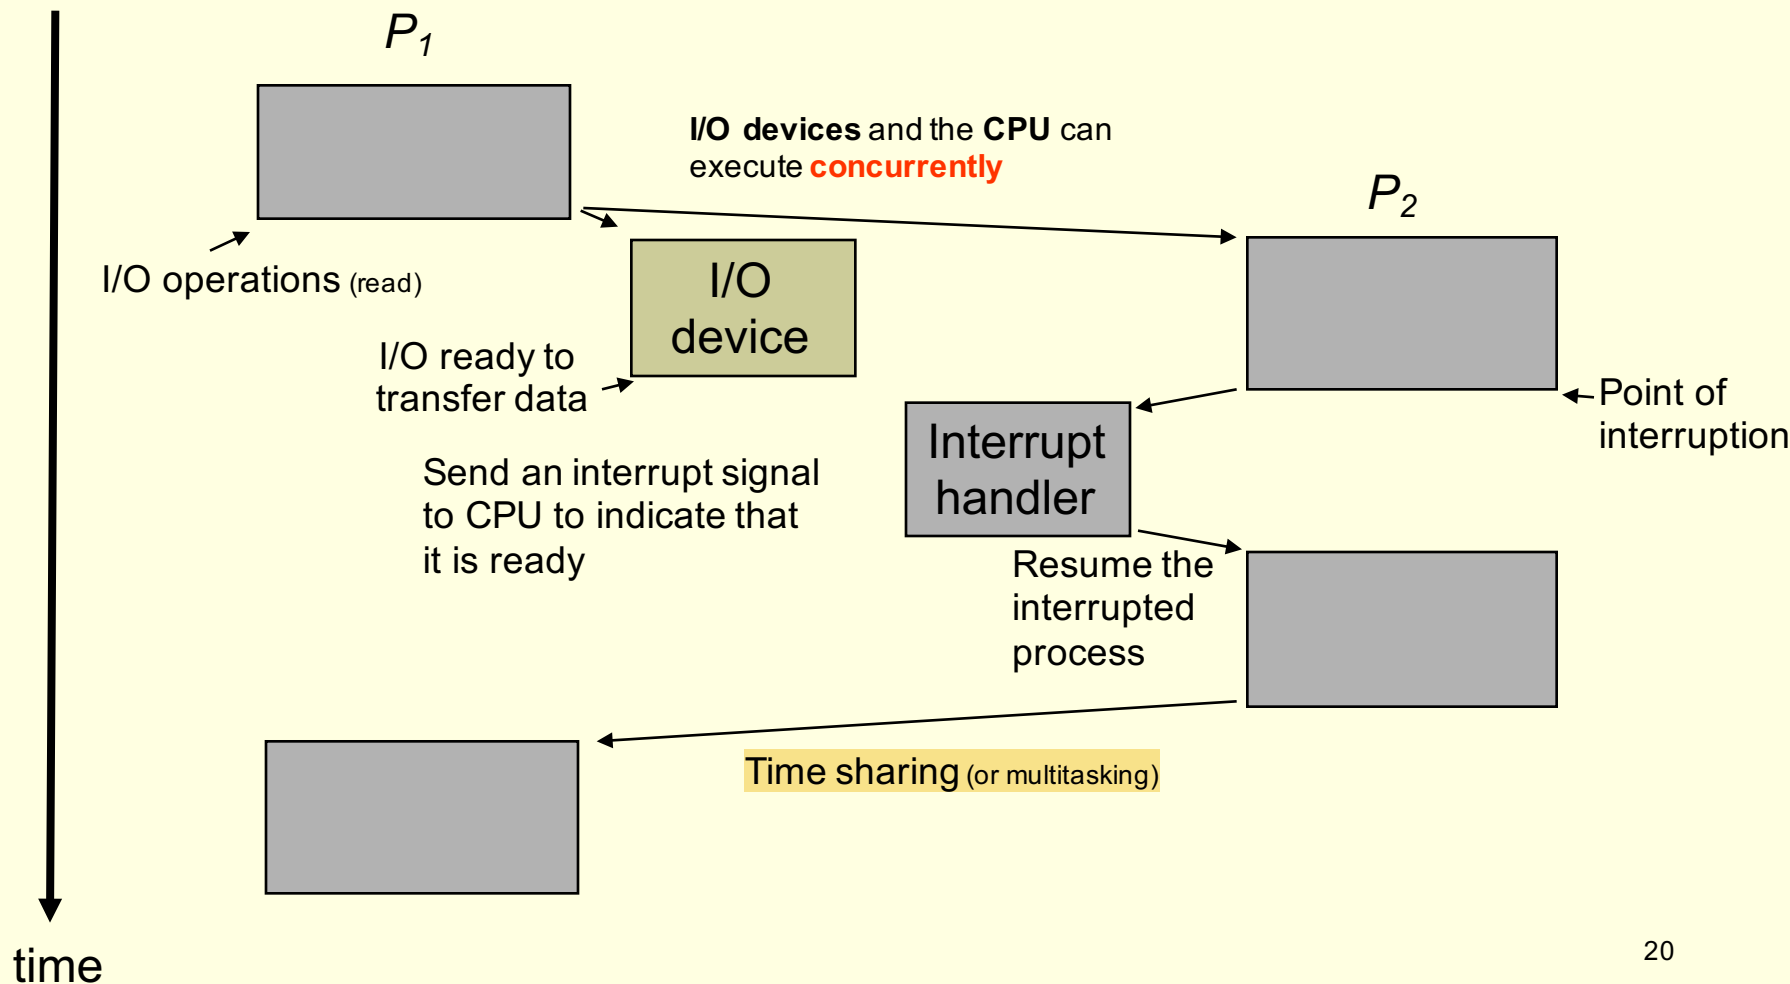 P1
I/O devices and the CPU can
execute concurrently
P2
I/O operations (read)
I/O
device
I/O ready to
transfer data
Point of
interruption
Interrupt
handler
Send an interrupt signal
to CPU to indicate that
it is ready
Resume the
interrupted
process
Time sharing (or multitasking)
time
20